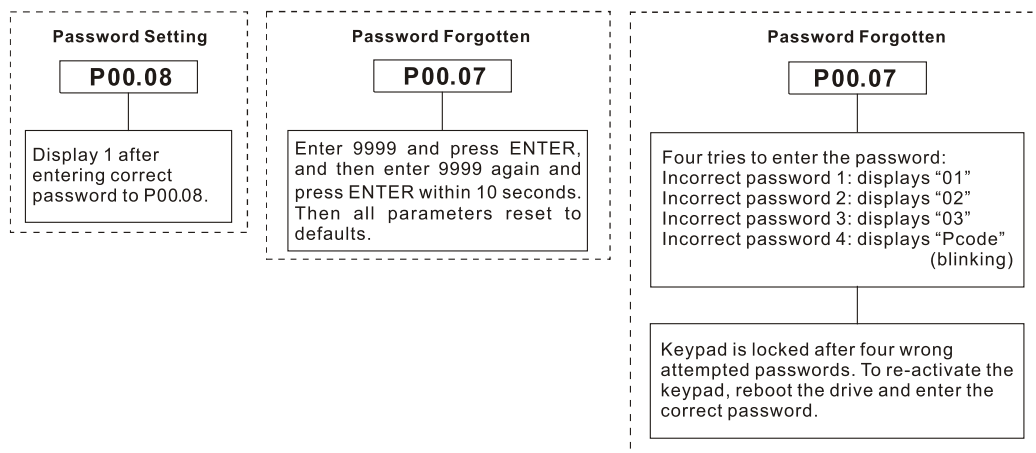 Password Setting
P00.08
Display 1 after
entering correct
password to P00.08.
Password Forgotten
P00.07
Enter 9999 and press ENTER,
and then enter 9999 again and
press ENTER within 10 seconds.
Then all parameters reset to
defaults.
Password Forgotten
P00.07
Four tries to enter the password:
Incorrect password 1: displays “01”
Incorrect password 2: displays “02”
Incorrect password 3: displays “03”
Incorrect password 4: displays “Pcode”
(blinking)
Keypad is locked after four wrong
attempted passwords. To re-activate the
keypad, reboot the drive and enter the
correct password.